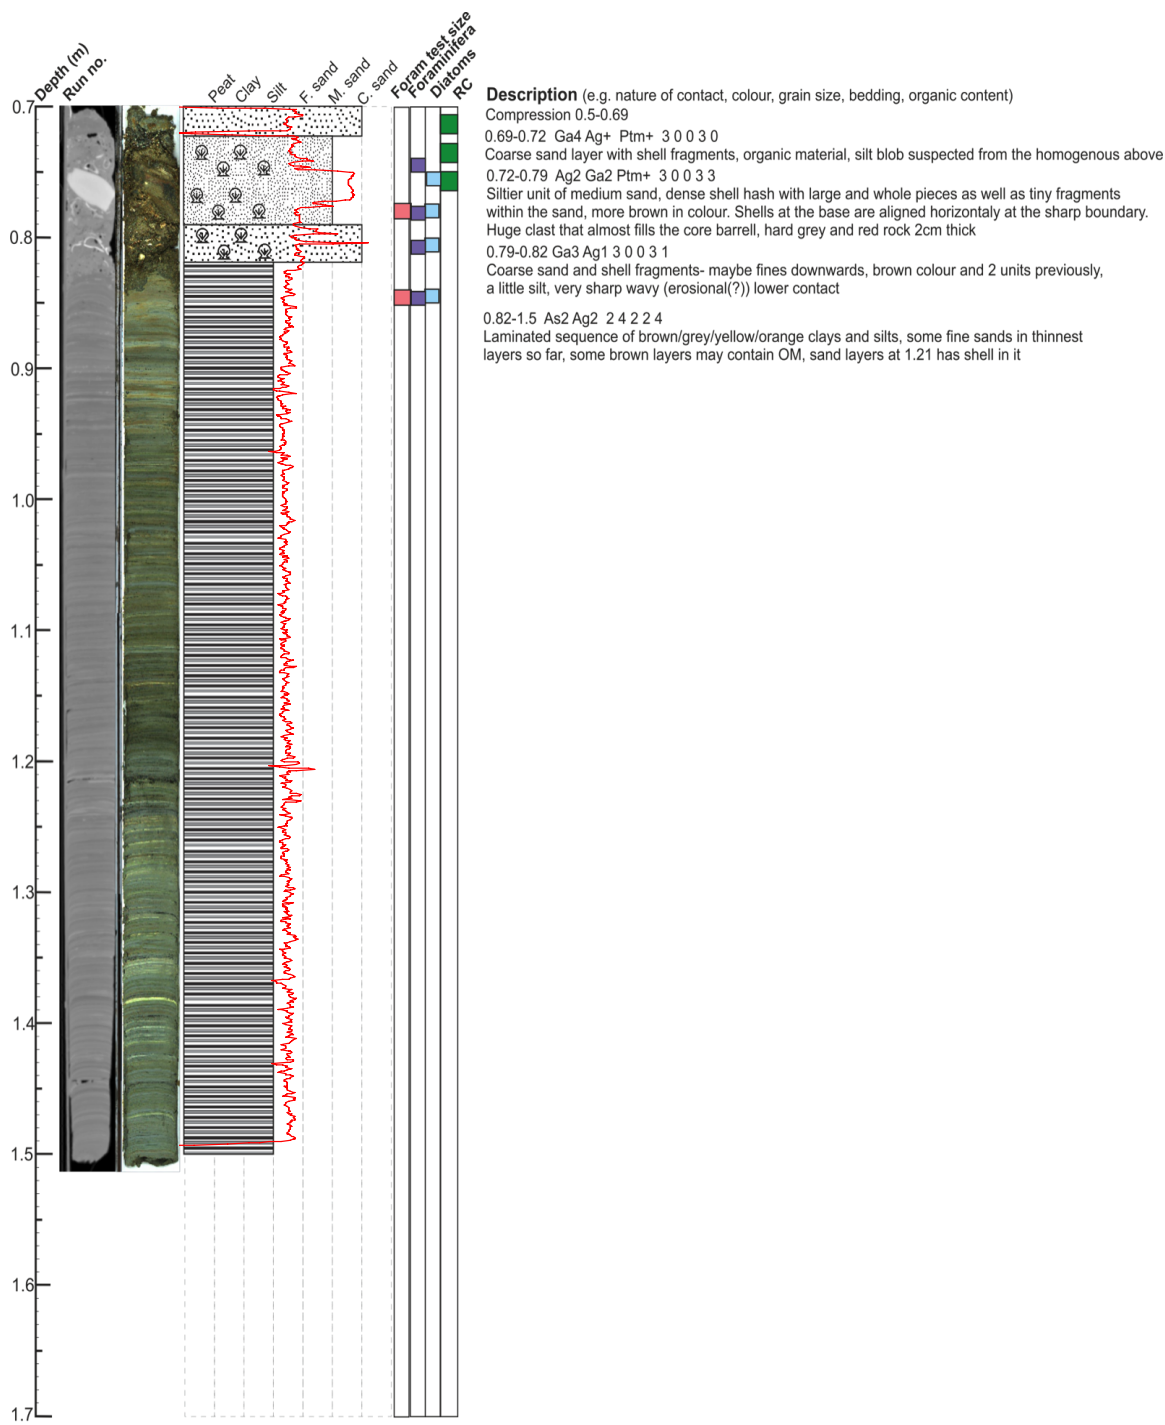 Depth (m)
Run no.
Peat
Clay
Silt
F. sand
M. sand
C. sand
Foram test size
Foraminifera
Diatoms
RC
Description (e.g. nature of contact, colour, grain size, bedding, organic content)
Compression 0.5-0.69
0.69-0.72 Ga4 Ag+ Ptm+ 3 0 0 3 0
Coarse sand layer with shell fragments, organic material, silt blob suspected from the homogenous above
0.72-0.79 Ag2 Ga2 Ptm+ 3 0 0 3 3
Siltier unit of medium sand, dense shell hash with large and whole pieces as well as tiny fragments
within the sand, more brown in colour. Shells at the base are aligned horizontaly at the sharp boundary.
Huge clast that almost fills the core barrell, hard grey and red rock 2cm thick
0.79-0.82 Ga3 Ag1 3 0 0 3 1
Coarse sand and shell fragments- maybe fines downwards, brown colour and 2 units previously,
a little silt, very sharp wavy (erosional(?)) lower contact
0.82-1.5 As2 Ag2 2 4 2 2 4
Laminated sequence of brown/grey/yellow/orange clays and silts, some fine sands in thinnest
layers so far, some brown layers may contain OM, sand layers at 1.21 has shell in it
0.7
0.8
0.9
1.0
1.1
1.2
1.3
1.4
1.5
1.6
1.7